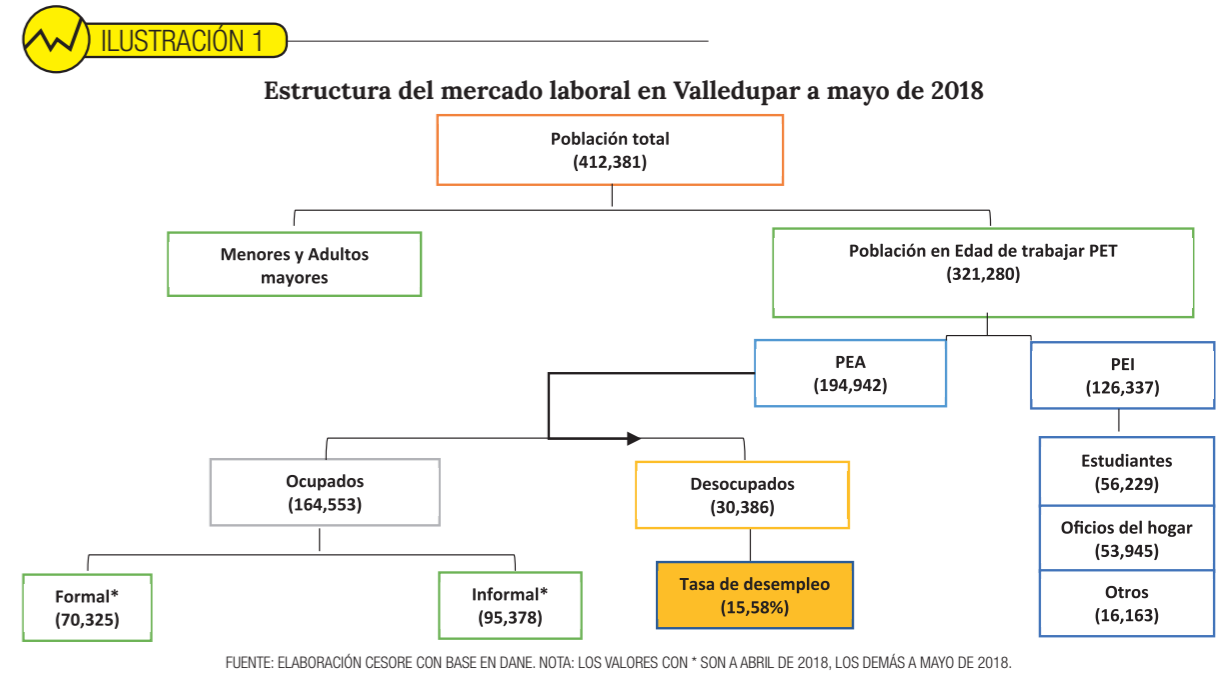 ILUSTRACIÓN 1
Estructura del mercado laboral en Valledupar a mayo de 2018
Población total
(412,381)
Menores y Adultos
mayores
Población en Edad de trabajar PET
(321,280)
PEA
(194,942)
PEI
(126,337)
Ocupados
(164,553)
Desocupados
(30,386)
Estudiantes
(56,229)
Oficios del hogar
(53,945)
Otros
(16,163)
Formal*
(70,325)
Informal*
(95,378)
Tasa de desempleo
(15,58%)
FUENTE: ELABORACIÓN CESORE CON BASE EN DANE. NOTA: LOS VALORES CON * SON A ABRIL DE 2018, LOS DEMÁS A MAYO DE 2018.